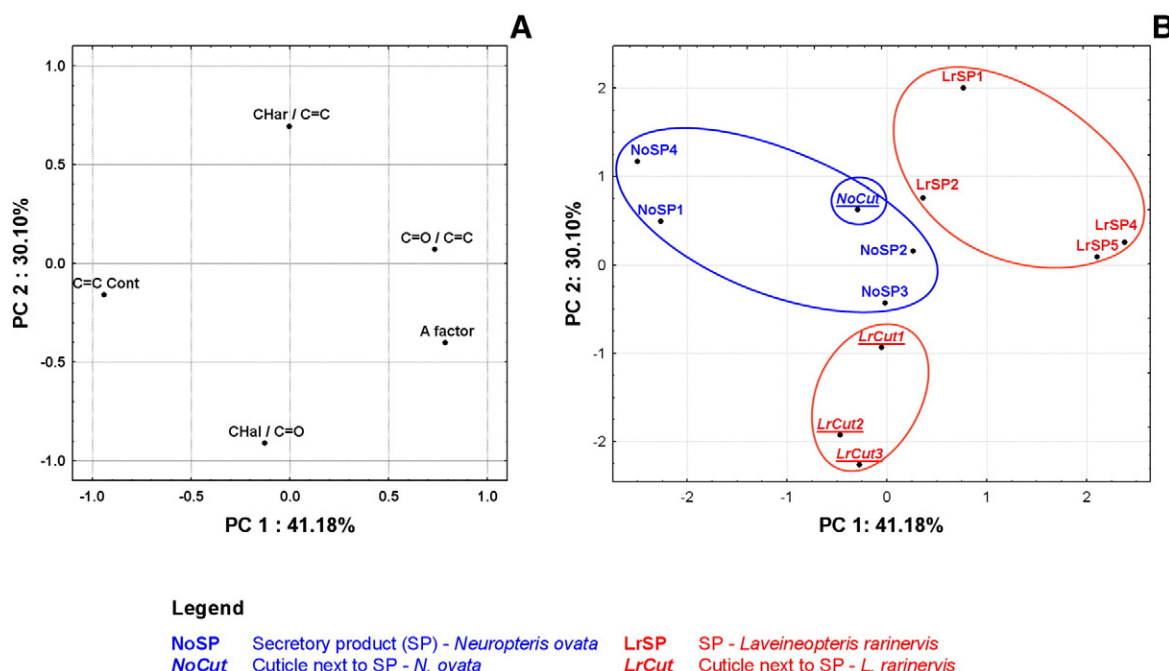 A
1.0
0.5
0.0
-0.5
-1.0
PC 2 : 30.10%
CHar / C=C
C=O / C=C
C=C Cont
A factor
CHal / C=O
-1.0 -0.5 0.0 0.5 1.0
PC 1 : 41.18%
B
2
1
0
-1
-2
PC 2: 30.10%
LrSP1
NoSP4
LrSP2
NoCut
NoSP1
LrSP4
NoSP2
LrSP5
NoSP3
LrCut1
LrCut2
LrCut3
-2 -1 0 1 2
PC 1: 41.18%
Legend
NoSP Secretory product (SP) - Neuropteris ovata LrSP SP - Laveineopteris rarinervis
NoCut Cuticle next to SP - N. ovata LrCut Cuticle next to SP - L. rarinervis